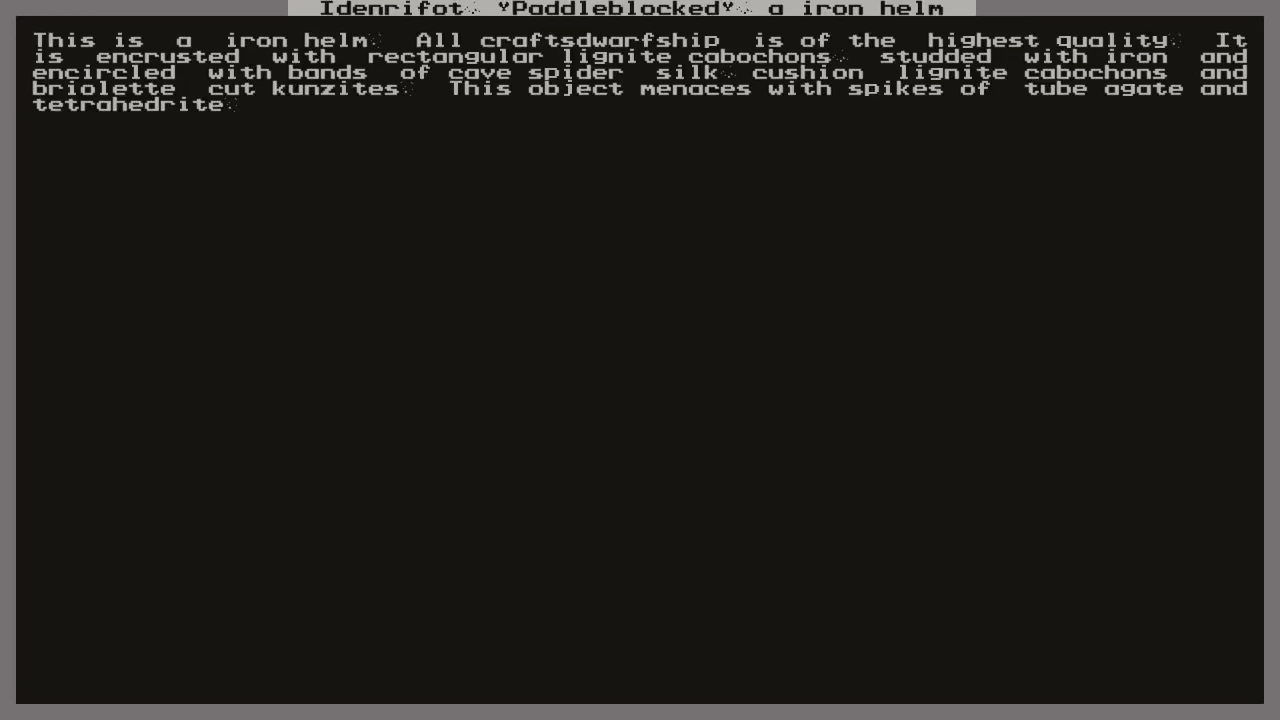 Idenrifot, "Paddleblocked", a iron helm
This is a iron helm. All craftsdwarfship is of the highest quality. It
is encrusted with rectangular lignite cabochons, studded with iron and
encircled with bands of cave spider silk, cushion lignite cabochons and
briolette cut kunzites. This object menaces with spikes of tube agate and
tetrahedrite.